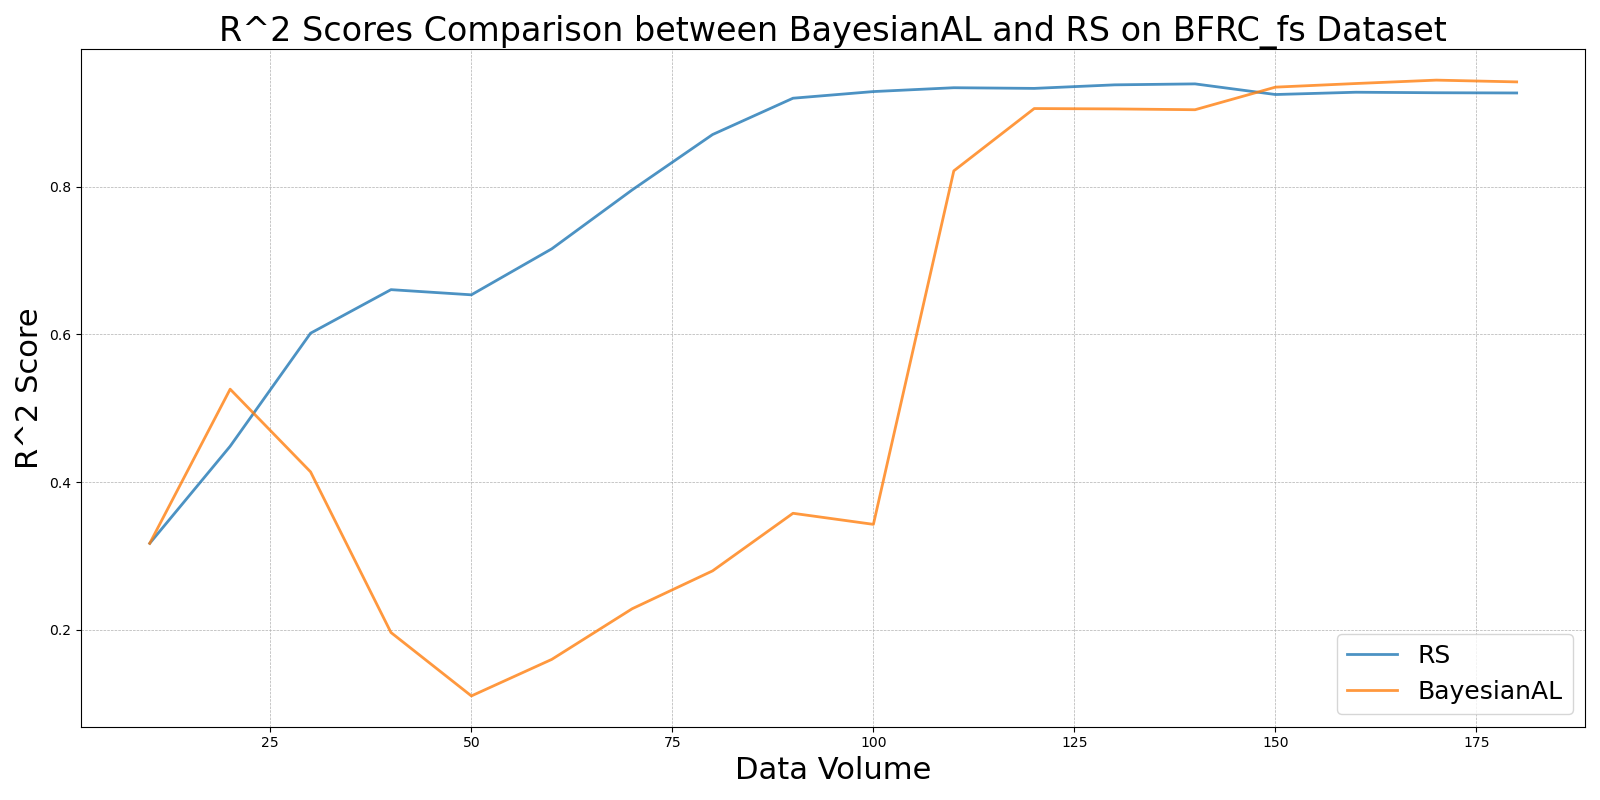 R^2 Scores Comparison between BayesianAL and RS on BFRC_fs Dataset
R^2 Score
0.8
0.6
0.4
0.2
25 50 75 100 125 150 175
Data Volume
RS
BayesianAL